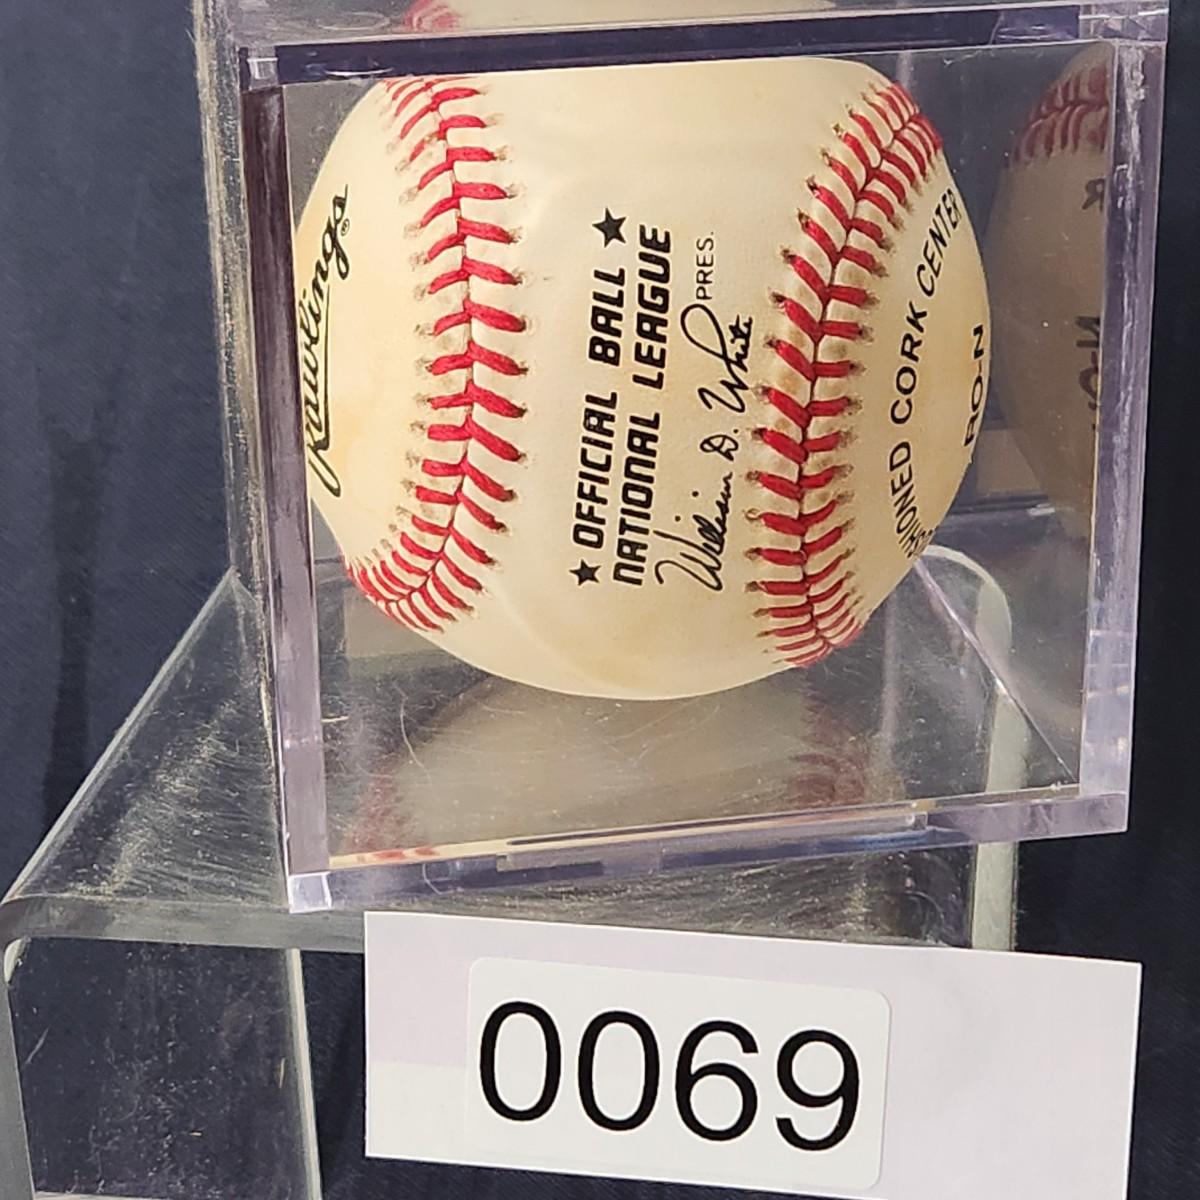 Rawlings®
★ OFFICIAL BALL ★
NATIONAL LEAGUE
William D. White PRES.
CORK CENTER
RO-N
0069